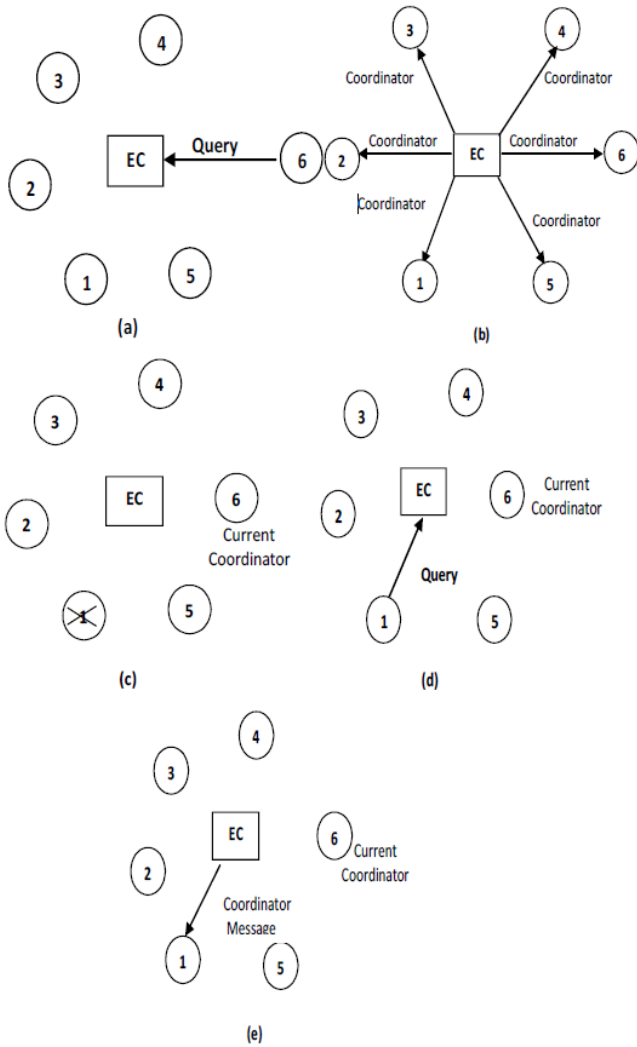 4
3
EC
Query
6
2
1
5
(a)
3
4
Coordinator
Coordinator
2
Coordinator
EC
Coordinator
6
Coordinator
Coordinator
1
5
(b)
4
3
EC
6
2
Current
Coordinator
1
5
(c)
4
3
EC
6
Current
Coordinator
2
Query
1
5
(d)
4
3
EC
6
Current
Coordinator
2
Coordinator
Message
1
5
(e)